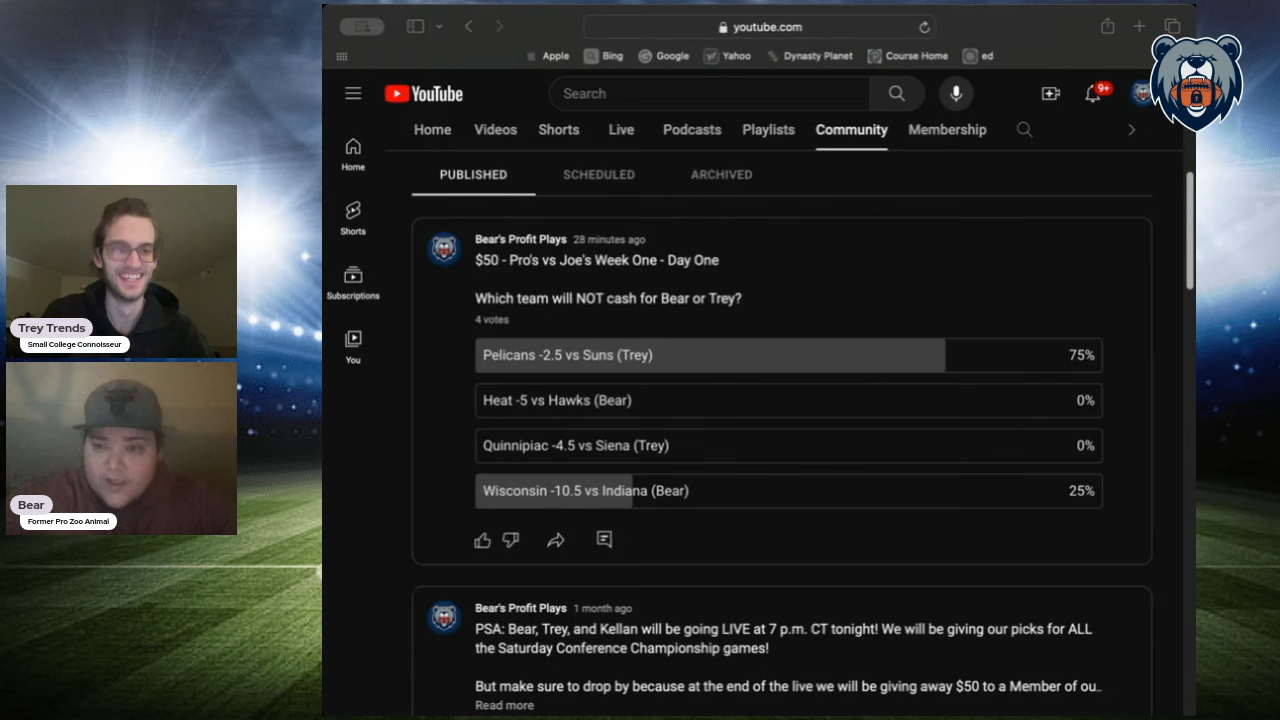 youtube.com
Apple
Bing
Google
Yahoo
Dynasty Planet
Course Home
ed
YouTube
Search
9+
Home
Videos
Shorts
Live
Podcasts
Playlists
Community
Membership
Home
Shorts
Subscriptions
You
PUBLISHED
SCHEDULED
ARCHIVED
Bear's Profit Plays 28 minutes ago
$50 - Pro's vs Joe's Week One - Day One
Which team will NOT cash for Bear or Trey?
4 votes
Pelicans -2.5 vs Suns (Trey) 75%
Heat -5 vs Hawks (Bear) 0%
Quinnipiac -4.5 vs Siena (Trey) 0%
Wisconsin -10.5 vs Indiana (Bear) 25%
Bear's Profit Plays 1 month ago
PSA: Bear, Trey, and Kellan will be going LIVE at 7 p.m. CT tonight! We will be giving our picks for ALL
the Saturday Conference Championship games!
But make sure to drop by because at the end of the live we will be giving away $50 to a Member of ou...
Read more
Trey Trends
Small College Connoisseur
Bear
Former Pro Zoo Animal